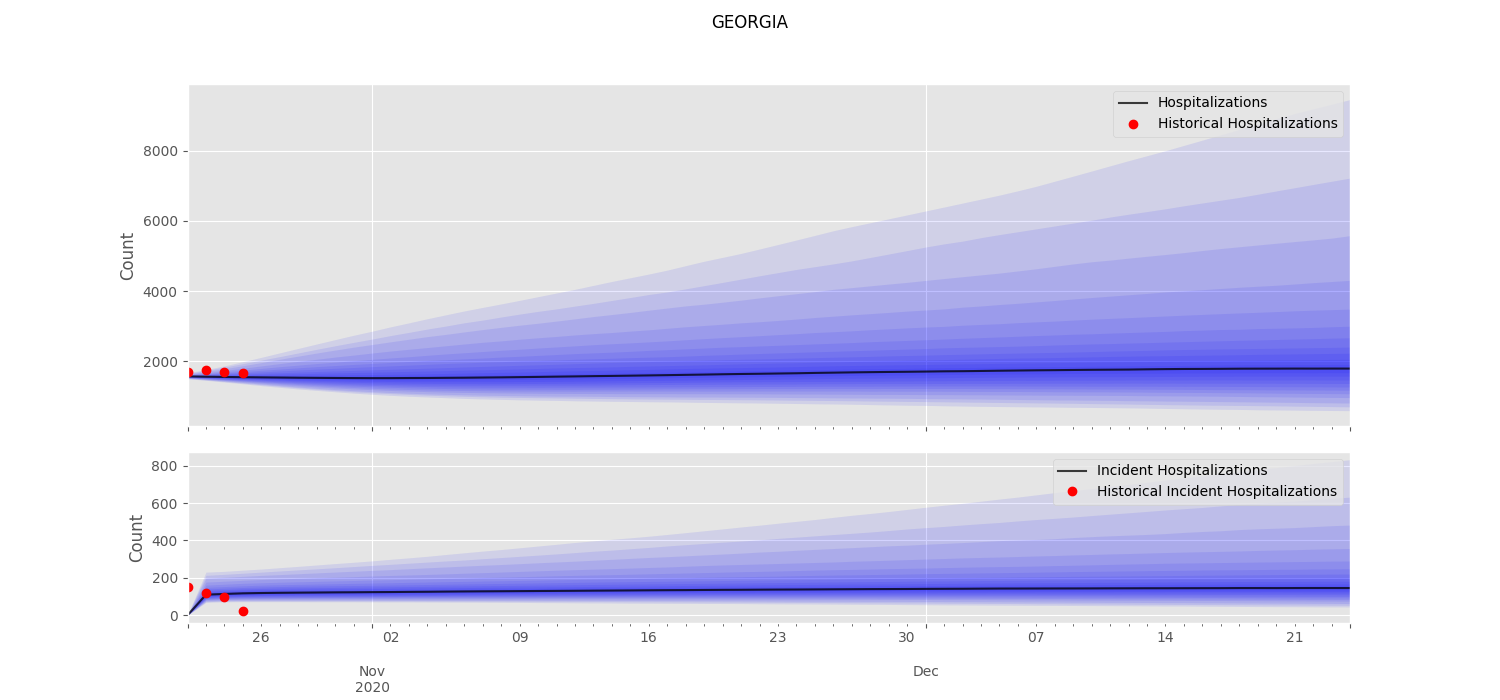 GEORGIA
Hospitalizations
Historical Hospitalizations
8000
6000
4000
2000
Count
Incident Hospitalizations
Historical Incident Hospitalizations
800
600
400
200
0
Count
26 02 09 16 23 30 07 14 21
Nov Dec
2020